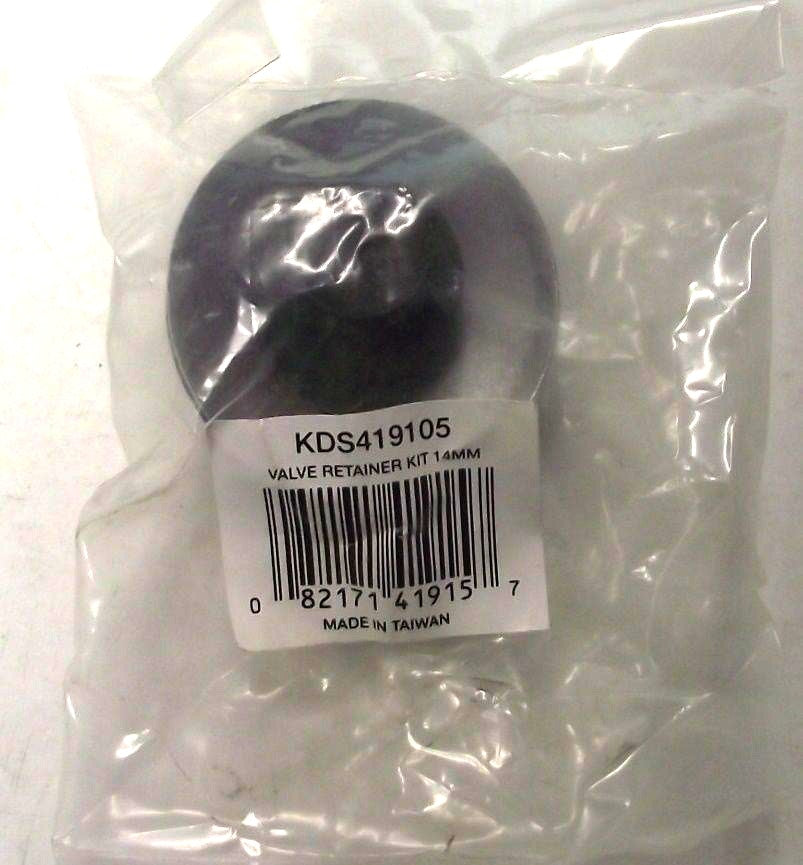 KDS419105
VALVE RETAINER KIT 14MM
0 82171 41915 7
MADE IN TAIWAN